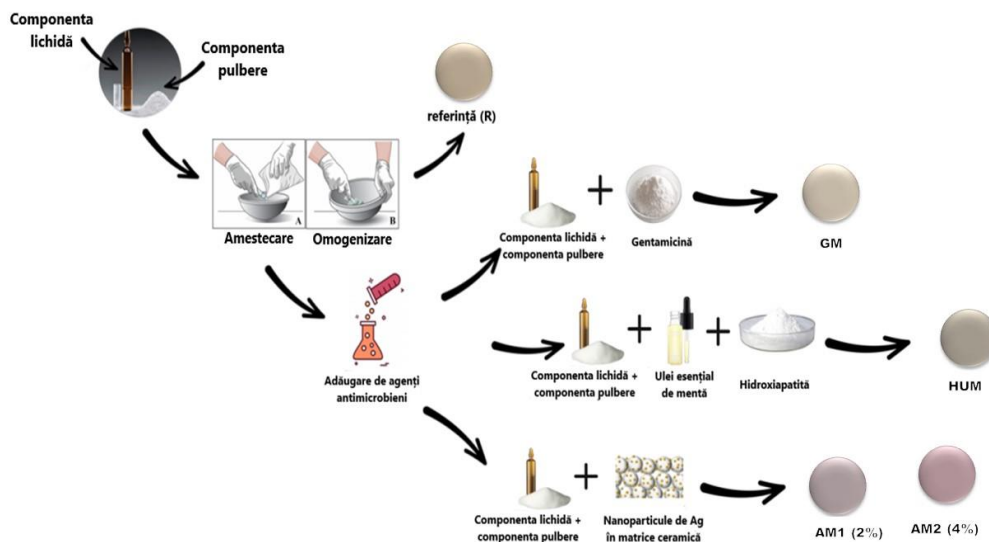 Componenta
lichidă
Componenta
pulbere
referință (R)
A
B
Amestecare
Omogenizare
Componenta lichidă +
componenta pulbere
Gentamicină
GM
Adăugare de agenți
antimicrobieni
Componenta lichidă +
componenta pulbere
Ulei esențial
de mentă
Hidroxiapatită
HUM
Componenta lichidă +
componenta pulbere
Nanoparticule de Ag
în matrice ceramică
AM1 (2%)
AM2 (4%)